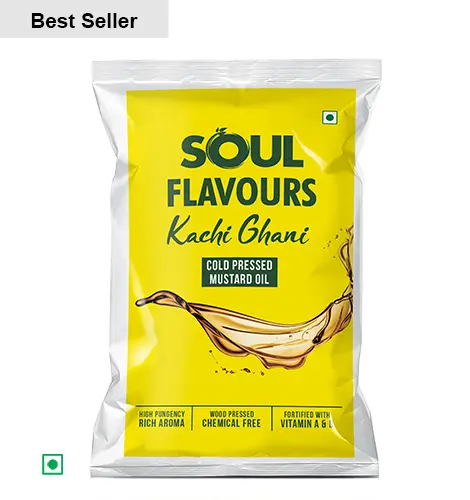 Best Seller
SOUL
FLAVOURS
Kachi Ghani
COLD PRESSED
MUSTARD OIL
HIGH PUNGENCY
RICH AROMA
WOOD PRESSED
CHEMICAL FREE
FORTIFIED WITH
VITAMIN A & D